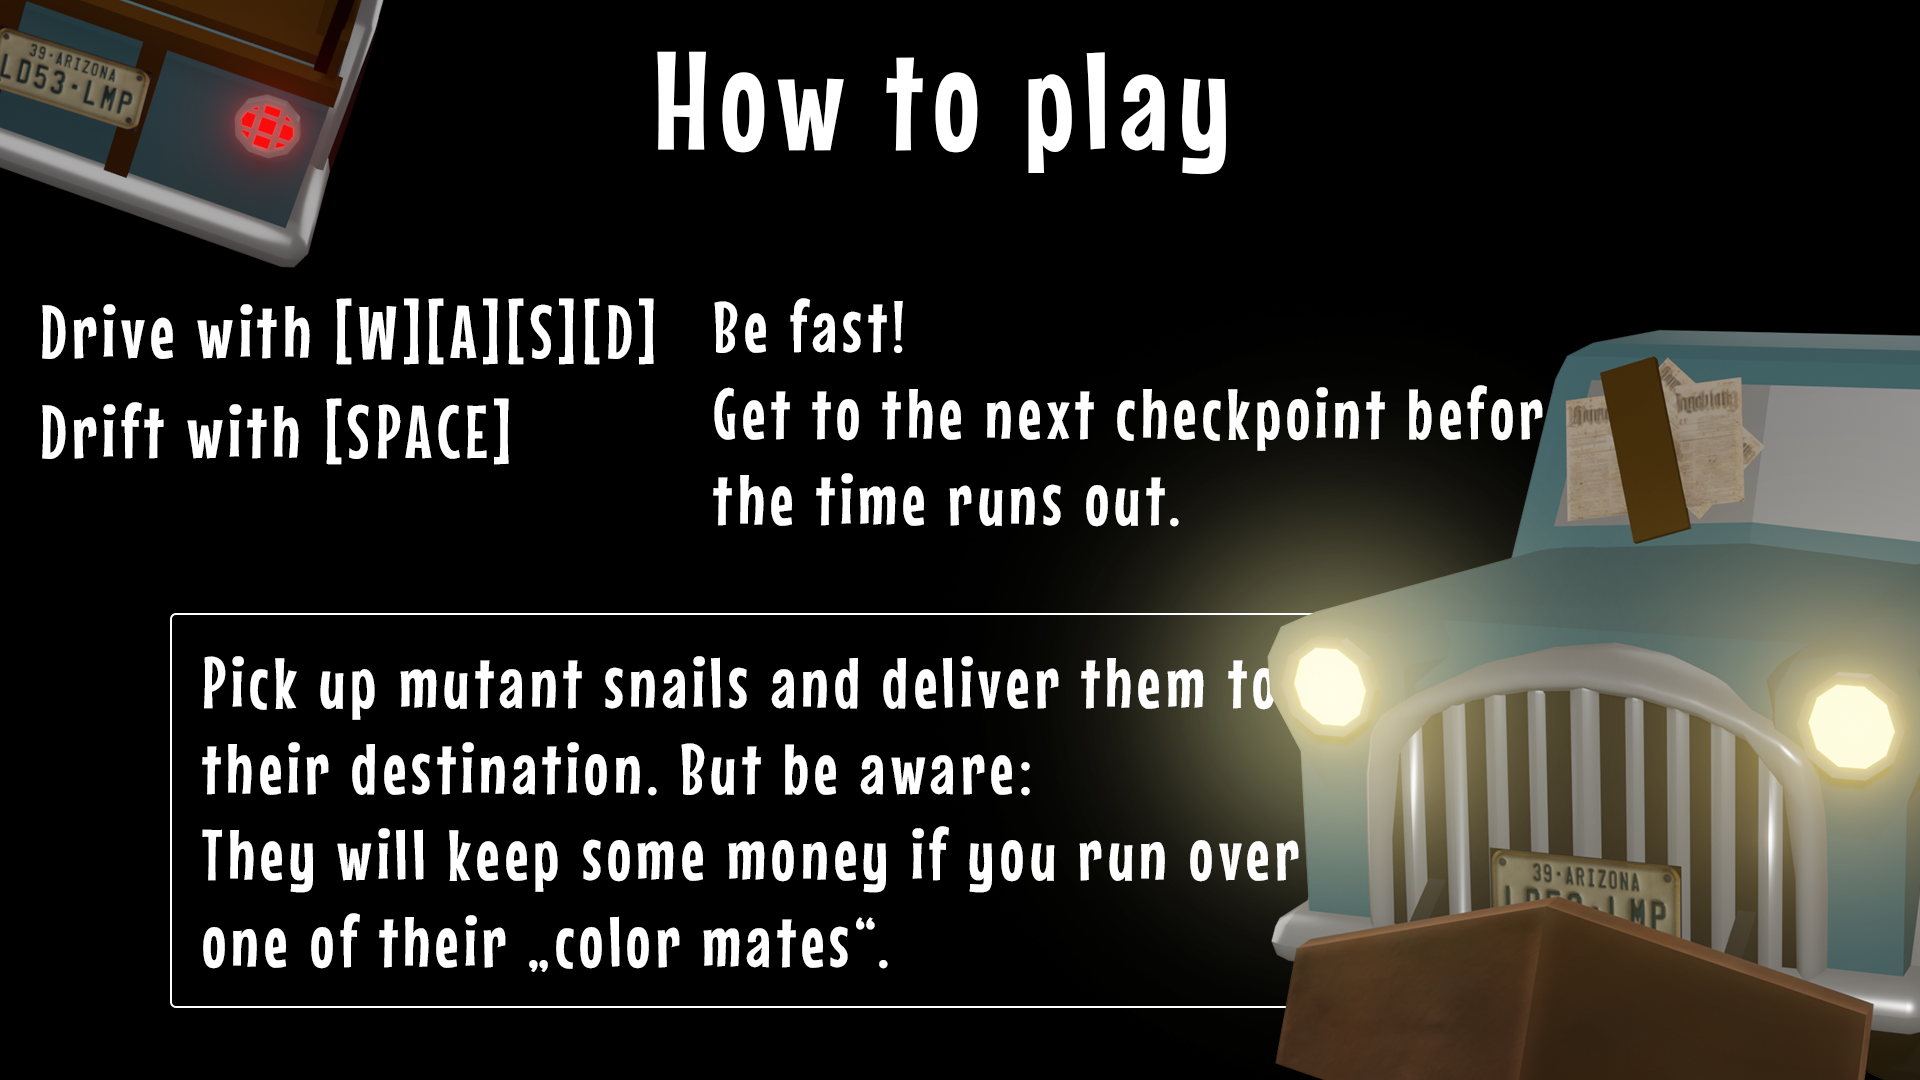 39·ARIZONA
LD53·LMP
How to play
Drive with [W][A][S][D]
Drift with [SPACE]
Be fast!
Get to the next checkpoint befor
the time runs out.
Pick up mutant snails and deliver them to
their destination. But be aware:
They will keep some money if you run over
one of their „color mates“.
39·ARIZONA